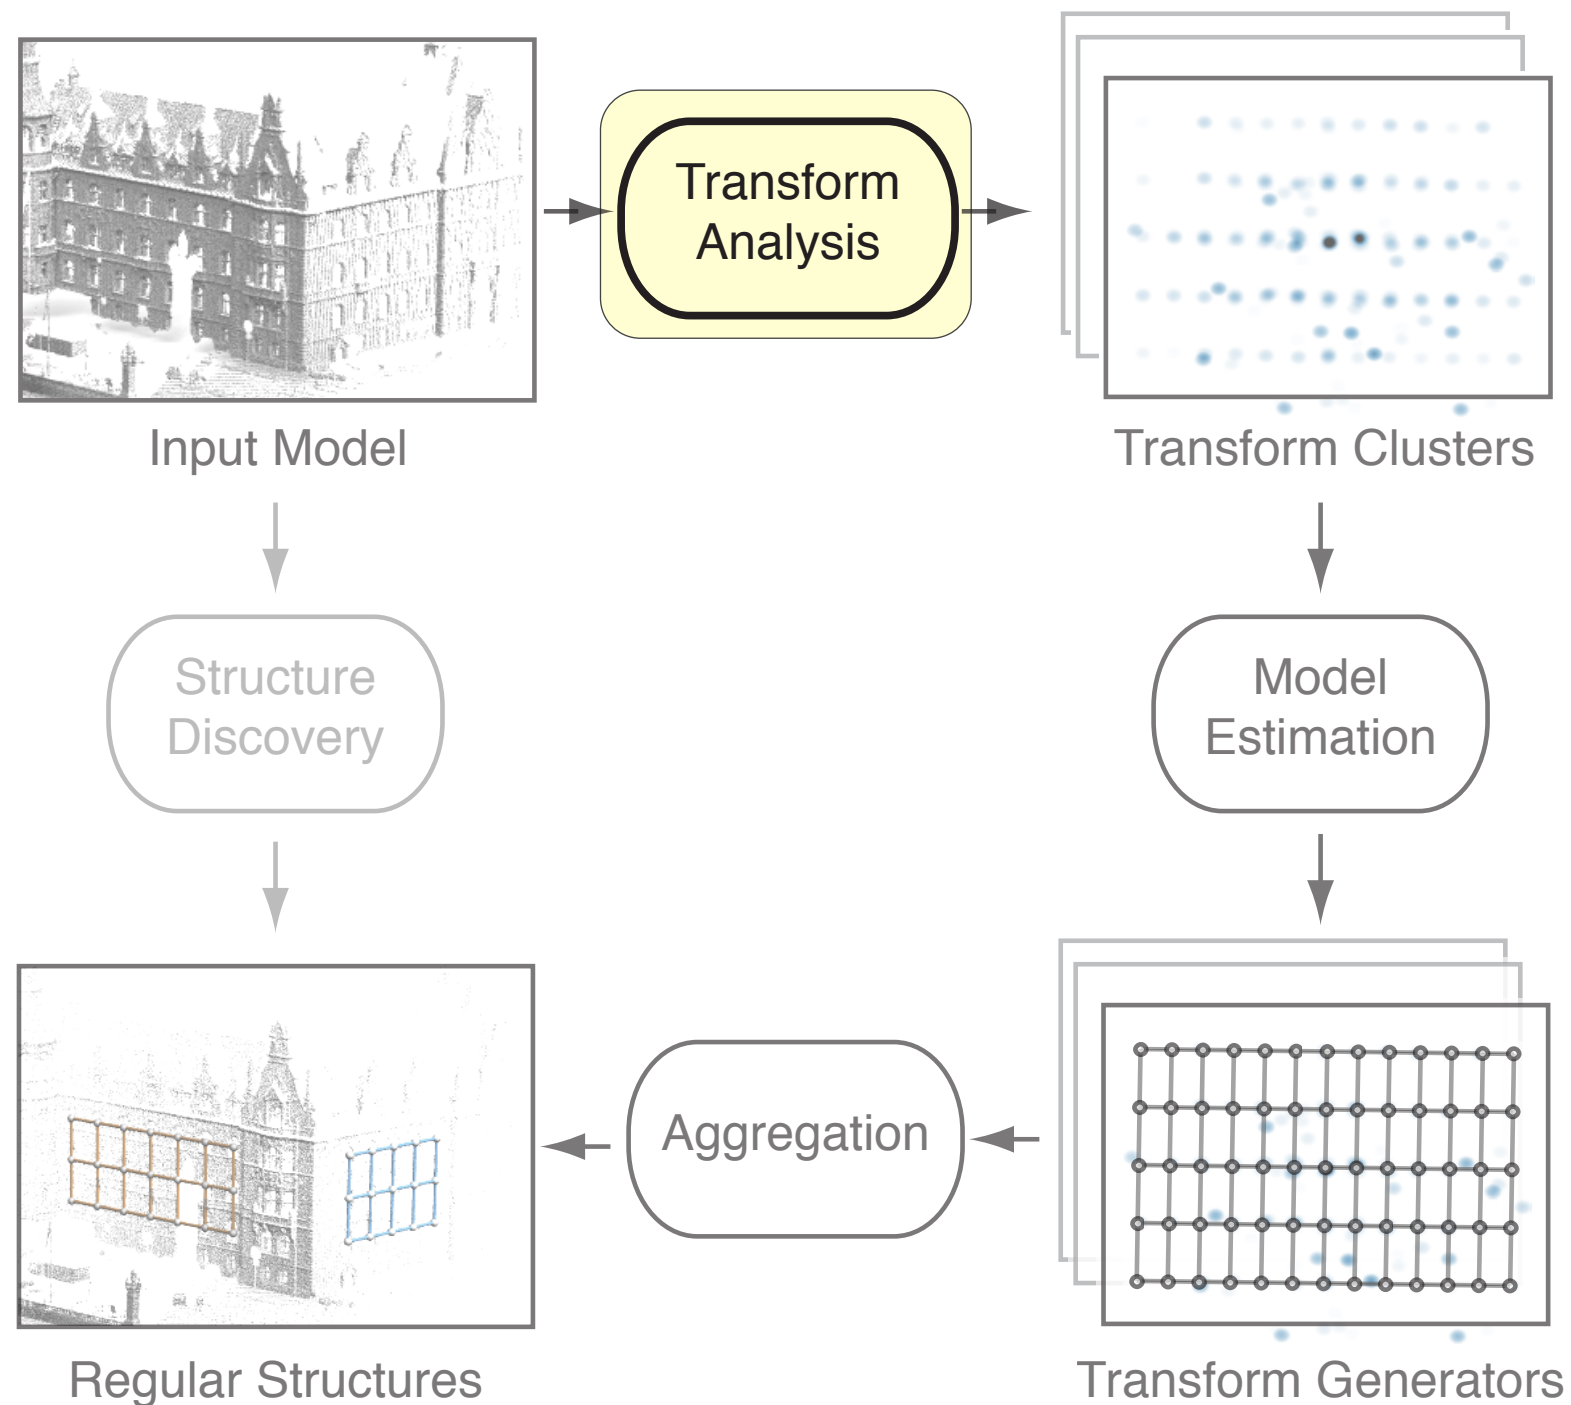 Transform
Analysis
Input Model
Transform Clusters
Structure
Discovery
Model
Estimation
Aggregation
Regular Structures
Transform Generators